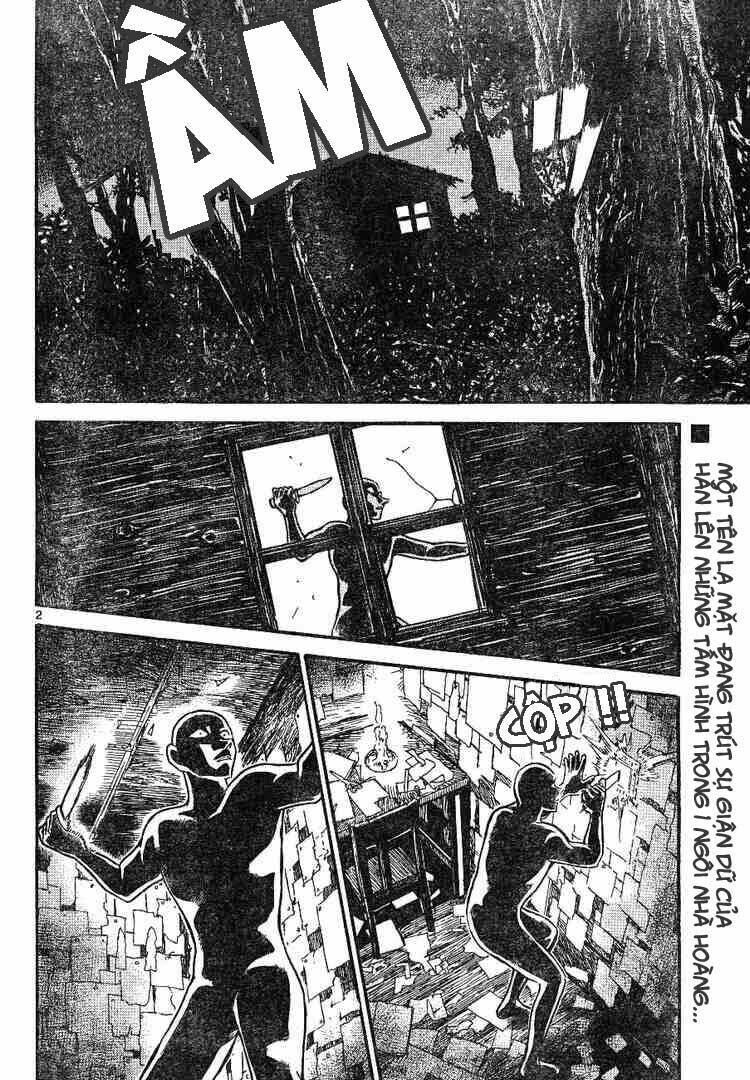 ẦM
MỘT TÊN LẠ MẶT ĐANG TRÚT SỰ GIẬN DỮ CỦA
HẮN LÊN NHỮNG TẤM HÌNH TRONG 1 NGÔI NHÀ HOANG...
2
CỘP !!!